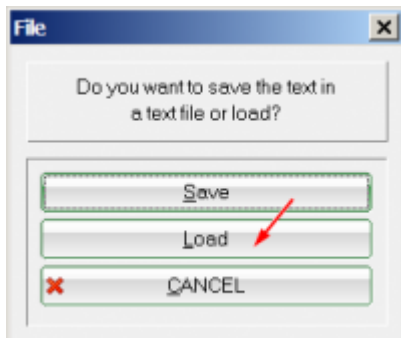 File
Do you want to save the text in
a text file or load?
Save
Load
CANCEL